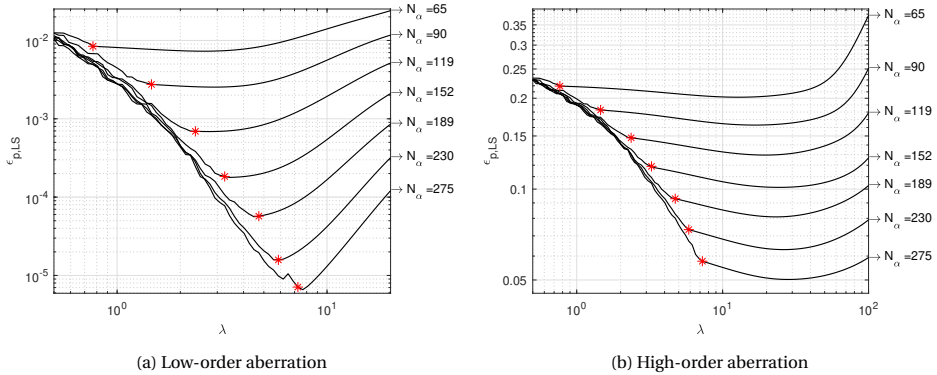 N_α =65
10^-2
N_α =90
N_α =119
10^-3
N_α =152
N_α =189
ϵ_p,LS
10^-4
N_α =230
N_α =275
10^-5
10^0
10^1
λ
(a) Low-order aberration
0.35
N_α =65
0.25
N_α =90
0.2
N_α =119
0.15
N_α =152
ϵ_p,LS
0.1
N_α =189
N_α =230
N_α =275
0.05
10^0
10^1
10^2
λ
(b) High-order aberration